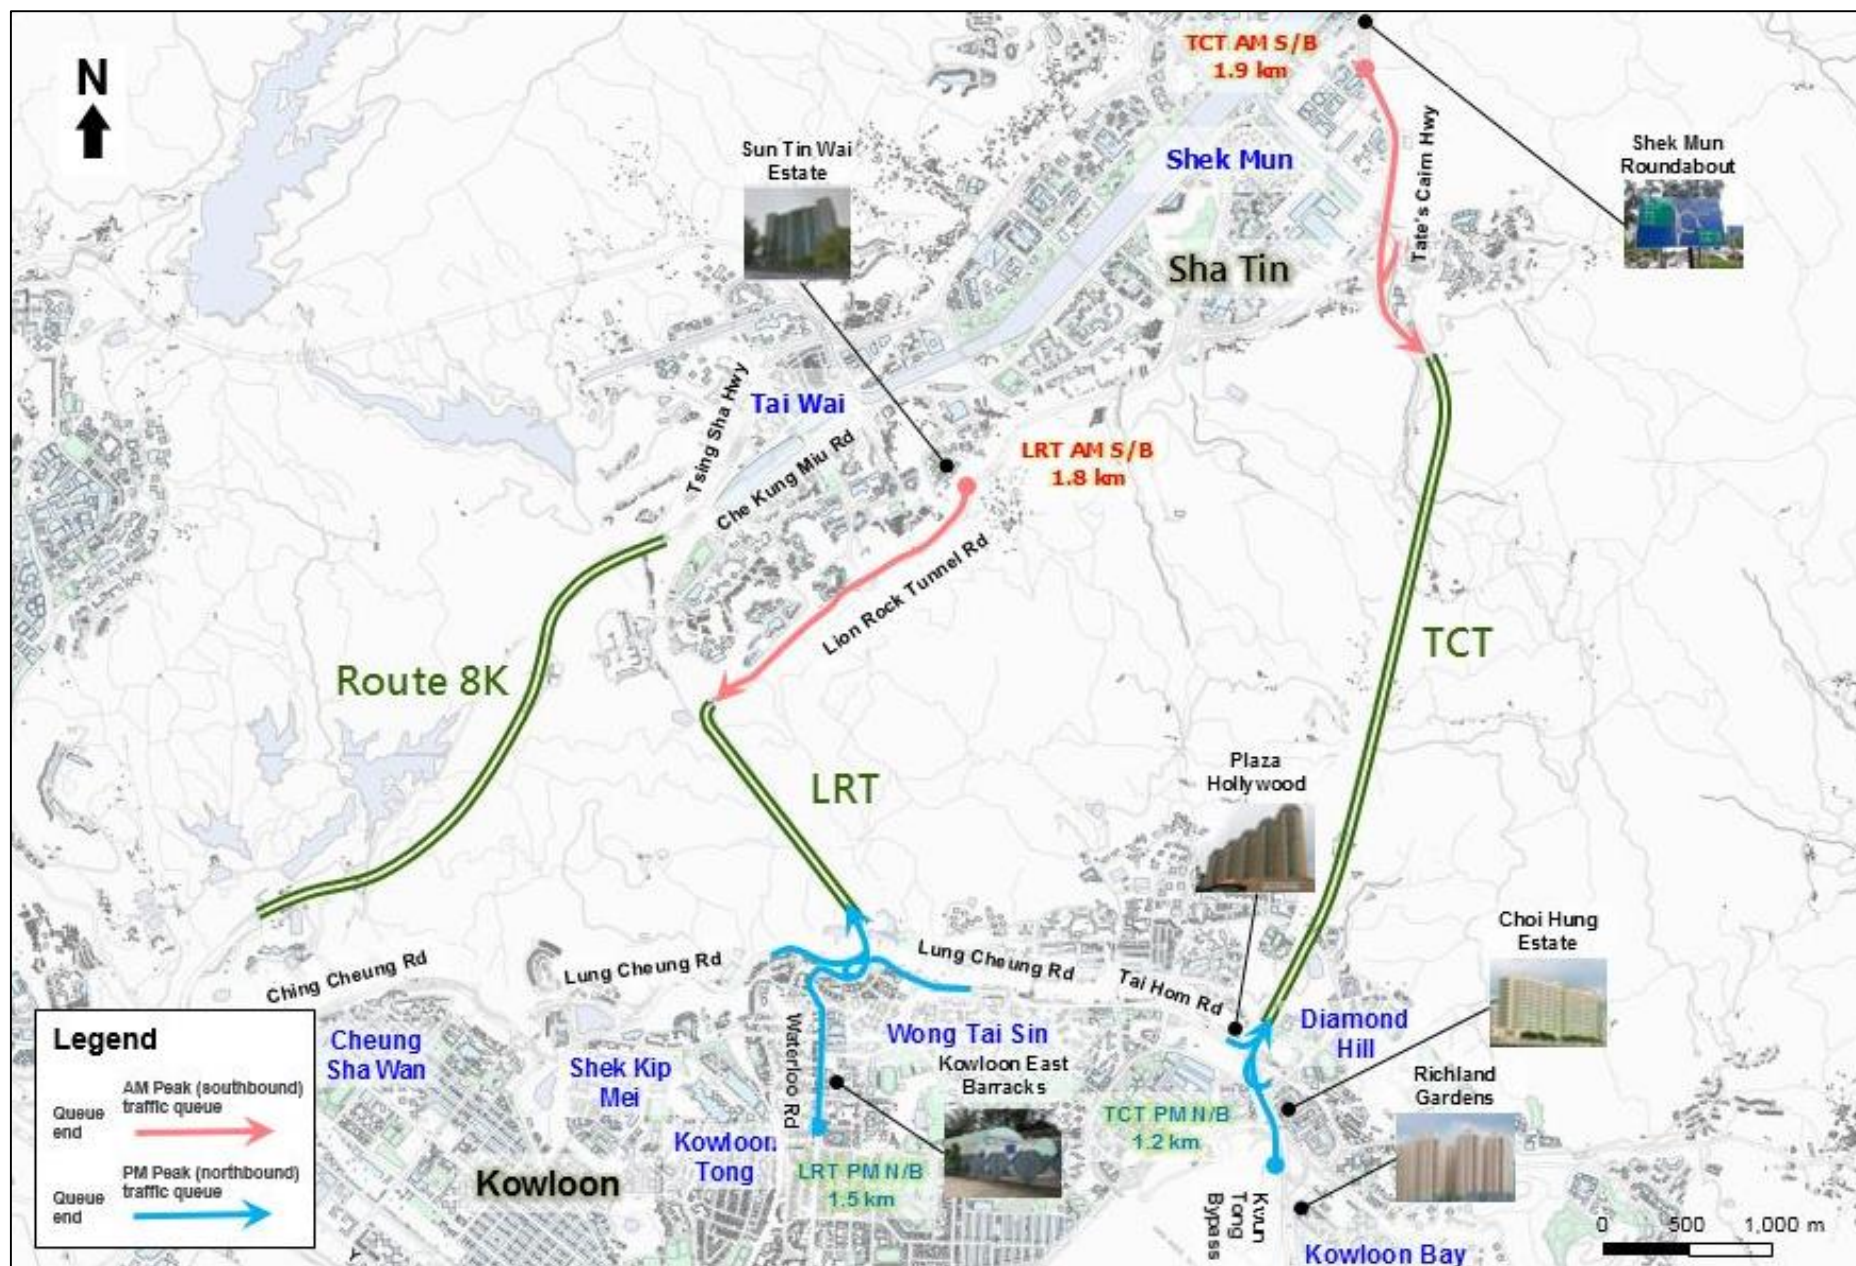 N
TCT AM S/B
1.9 km
Shek Mun
Roundabout
Sun Tin Wai
Estate
Shek Mun
Tate's Cairn Hwy
Sha Tin
Tsing Sha Hwy
Tai Wai
Che Kung Miu Rd
LRT AM S/B
1.8 km
Lion Rock Tunnel Rd
Route 8K
TCT
LRT
Plaza
Hollywood
Choi Hung
Estate
Ching Cheung Rd
Lung Cheung Rd
Lung Cheung Rd
Tai Hom Rd
Diamond
Hill
Wong Tai Sin
Waterloo Rd
Kowloon East
Barracks
Cheung
Sha Wan
Shek Kip
Mei
Richland
Gardens
TCT PM N/B
1.2 km
Kowloon
Tong
LRT PM N/B
1.5 km
Kowloon
Kwun
Tong
Bypass
Kowloon Bay
0 500 1,000 m
Legend
AM Peak (southbound)
traffic queue
Queue
end
PM Peak (northbound)
traffic queue
Queue
end